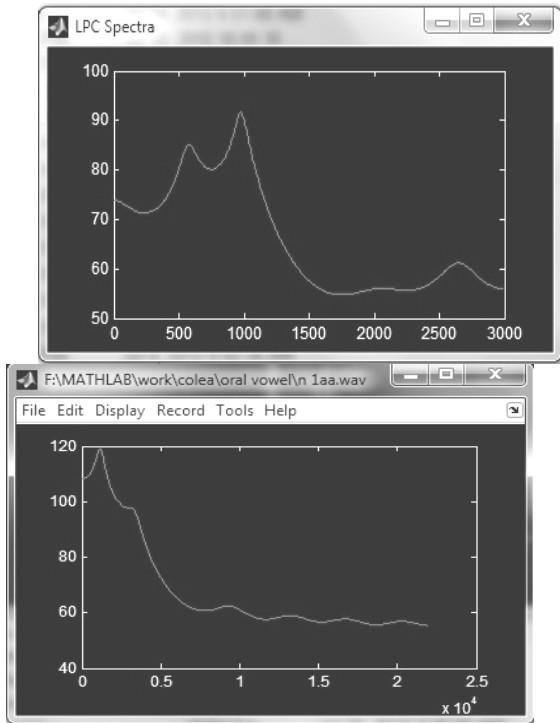 LPC Spectra
100
90
80
70
60
50
0 500 1000 1500 2000 2500 3000
F:\MATHLAB\work\colea\oral vowel\n 1aa.wav
File Edit Display Record Tools Help
120
100
80
60
40
0 0.5 1 1.5 2 2.5
x 10⁴